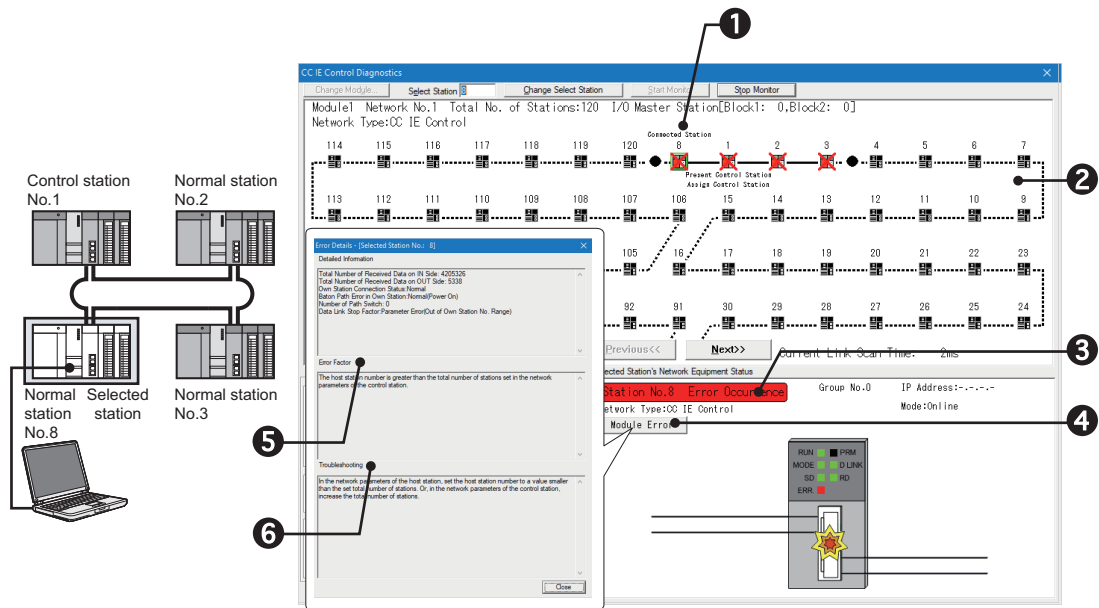 1
CC IE Control Diagnostics
Change Module... Select Station 8 Change Select Station Start Monitor Stop Monitor
Module1 Network No.1 Total No. of Stations:120 I/O Master Station[Block1: 0,Block2: 0]
Network Type:CC IE Control
Connected Station
114 115 116 117 118 119 120 8 1 2 3 4 5 6 7
Present Control Station
Assign Control Station
2
113 112 111 110 109 108 107 106 15 14 13 12 11 10 9
105 16 17 18 19 20 21 22 23
92 91 30 29 28 27 26 25 24
Previous<< Next>> Current Link Scan Time: 2ms
3
ected Station's Network Equipment Status
Station No.8 Error Occurrence Group No.0 IP Address:-.-.-.-
etwork Type:CC IE Control Mode:Online
Module Error
4
RUN PRM
MODE D LINK
SD RD
ERR.
Control station
No.1
Normal station
No.2
Normal
station
No.8
Selected
station
Normal station
No.3
Error Details - [Selected Station No.: 8]
Detailed Information
Total Number of Received Data on IN Side: 4205326
Total Number of Received Data on OUT Side: 5338
Own Station Connection Status:Normal
Baton Path Error in Own Station:Normal(Power On)
Number of Path Switch: 0
Data Link Stop Factor:Parameter Error(Out of Own Station No. Range)
Error Factor
5
The host station number is greater than the total number of stations set in the network
parameters of the control station.
Troubleshooting
6
In the network parameters of the host station, set the host station number to a value smaller
than the set total number of stations. Or, in the network parameters of the control station,
increase the total number of stations.
Close